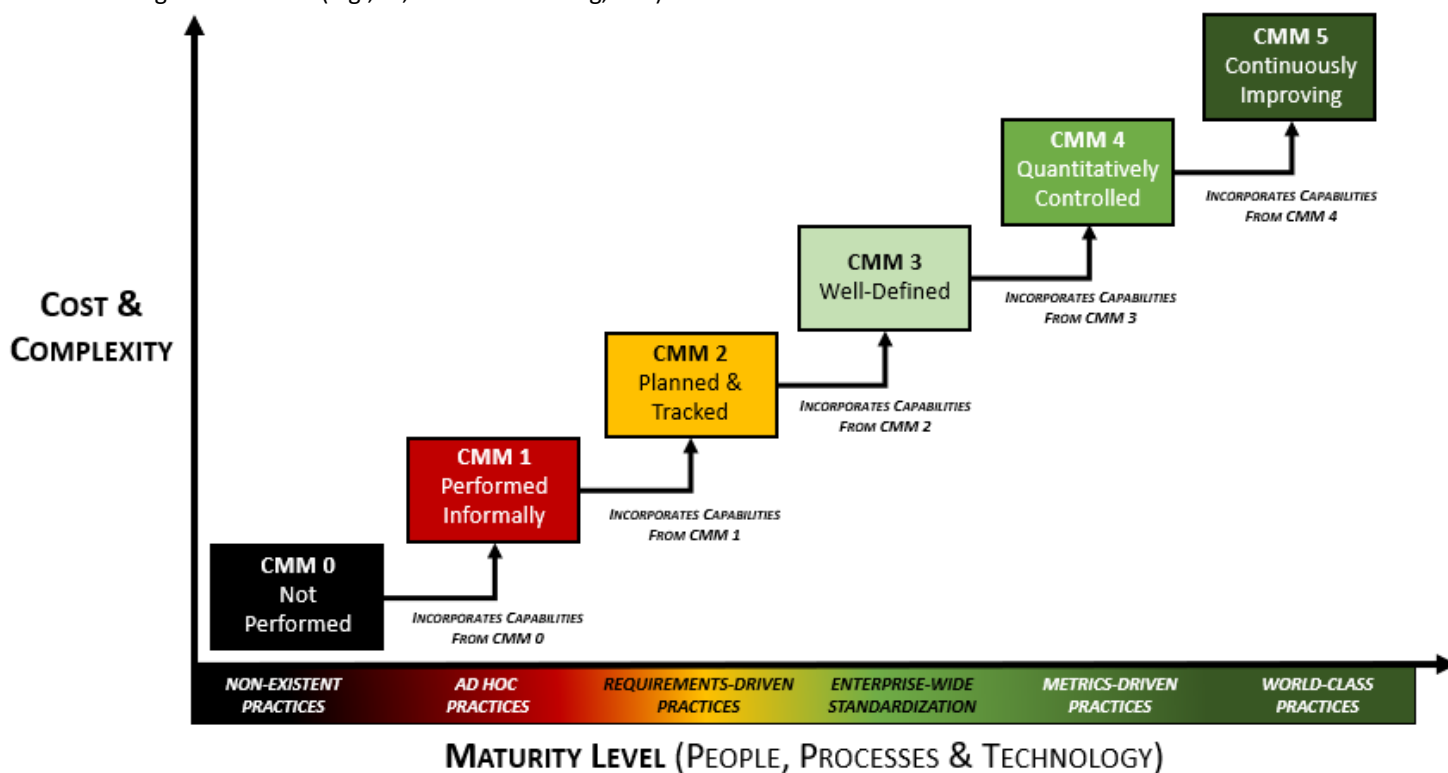 CMM 5
Continuously
Improving
CMM 4
Quantitatively
Controlled
INCORPORATES CAPABILITIES
FROM CMM 4
CMM 3
Well-Defined
INCORPORATES CAPABILITIES
FROM CMM 3
COST &
COMPLEXITY
CMM 2
Planned &
Tracked
INCORPORATES CAPABILITIES
FROM CMM 2
CMM 1
Performed
Informally
INCORPORATES CAPABILITIES
FROM CMM 1
CMM 0
Not
Performed
INCORPORATES CAPABILITIES
FROM CMM 0
NON-EXISTENT
PRACTICES
AD HOC
PRACTICES
REQUIREMENTS-DRIVEN
PRACTICES
ENTERPRISE-WIDE
STANDARDIZATION
METRICS-DRIVEN
PRACTICES
WORLD-CLASS
PRACTICES
MATURITY LEVEL (PEOPLE, PROCESSES & TECHNOLOGY)